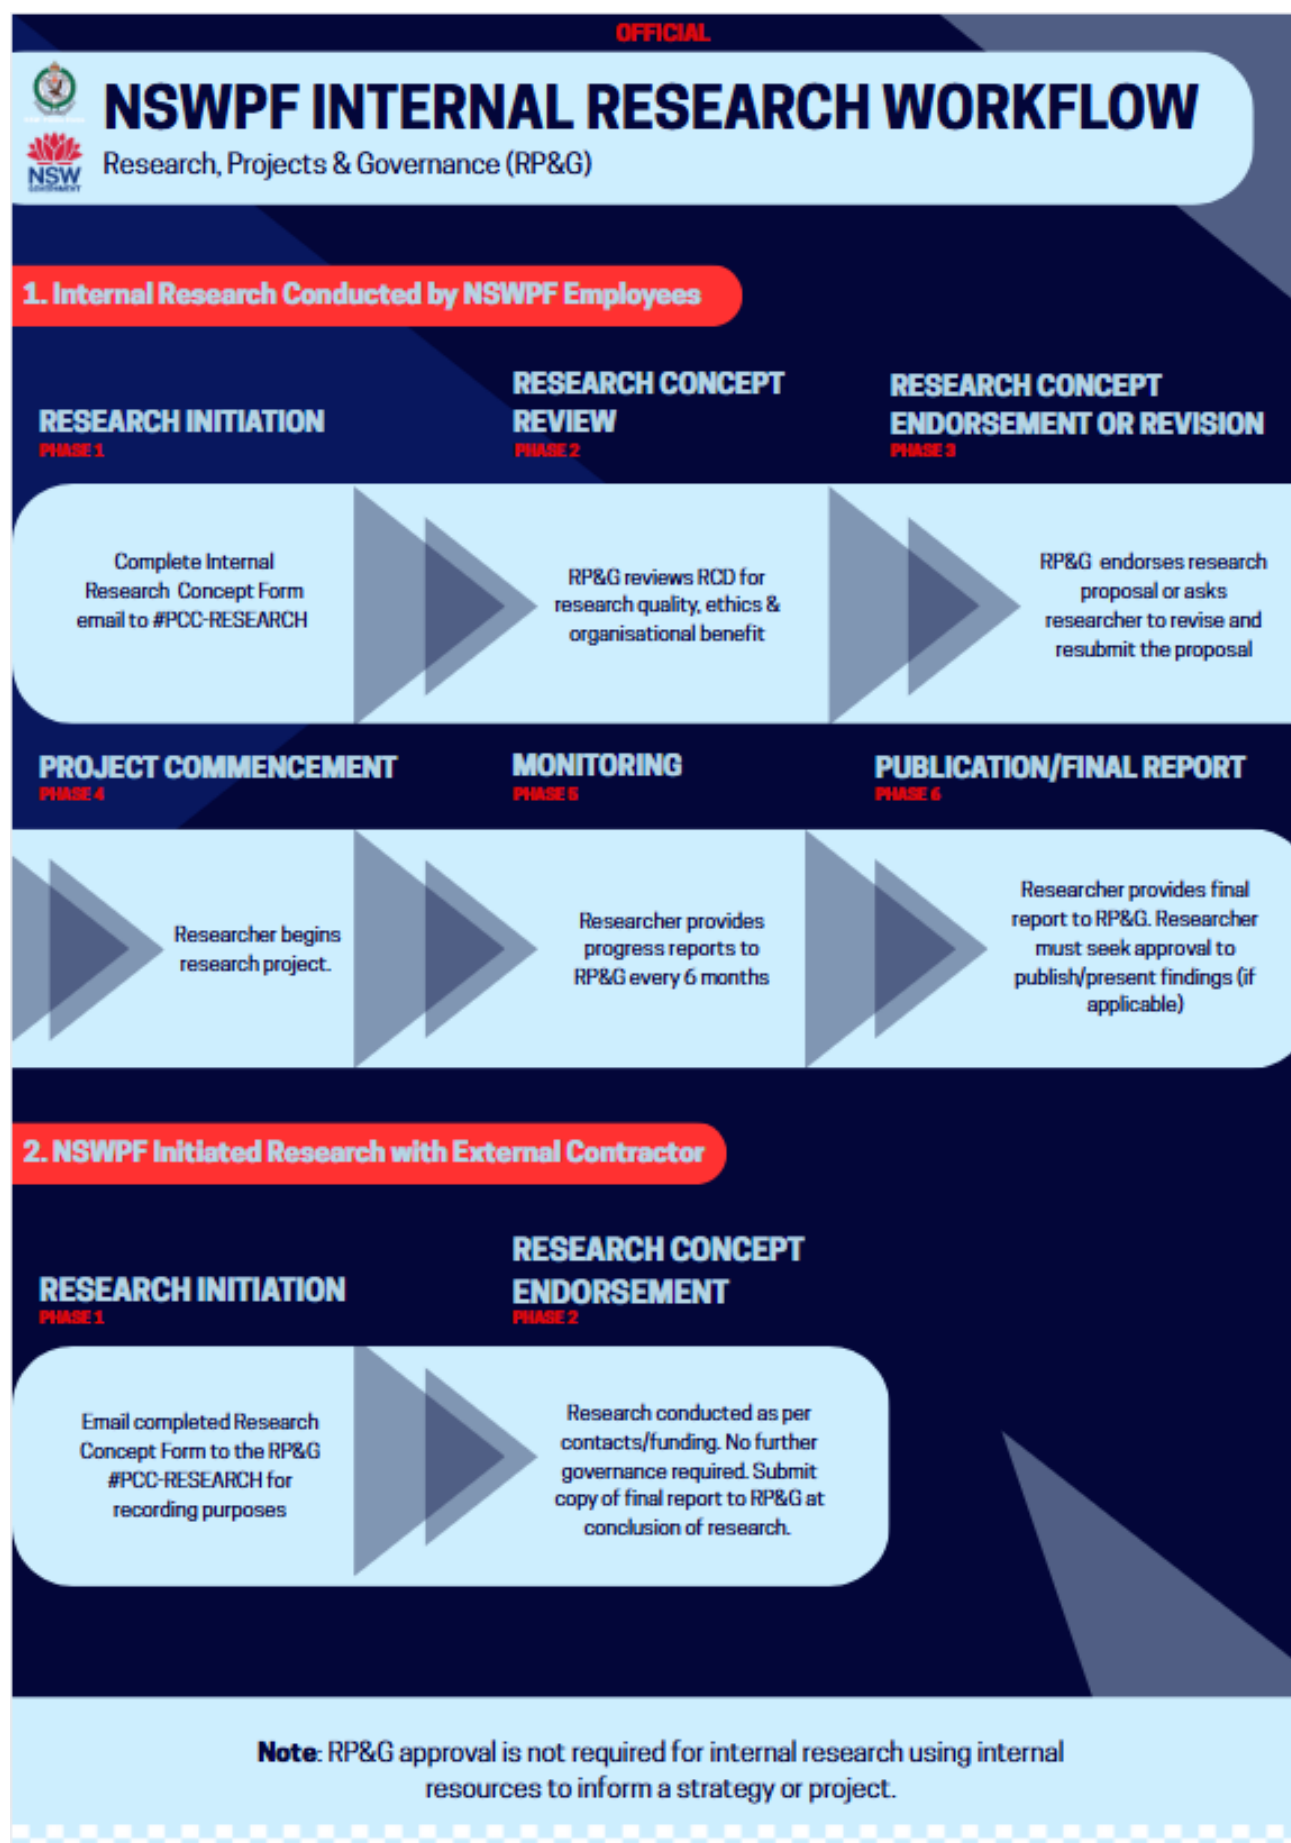 OFFICIAL
NSWPF INTERNAL RESEARCH WORKFLOW
Research, Projects & Governance (RP&G)
NSW
GOVERNMENT
1. Internal Research Conducted by NSWPF Employees
RESEARCH INITIATION
PHASE 1
RESEARCH CONCEPT
REVIEW
PHASE 2
RESEARCH CONCEPT
ENDORSEMENT OR REVISION
PHASE 3
Complete Internal
Research Concept Form
email to #PCC-RESEARCH
RP&G reviews RCD for
research quality, ethics &
organisational benefit
RP&G endorses research
proposal or asks
researcher to revise and
resubmit the proposal
PROJECT COMMENCEMENT
PHASE 4
MONITORING
PHASE 5
PUBLICATION/FINAL REPORT
PHASE 6
Researcher begins
research project.
Researcher provides
progress reports to
RP&G every 6 months
Researcher provides final
report to RP&G. Researcher
must seek approval to
publish/present findings (if
applicable)
2. NSWPF Initiated Research with External Contractor
RESEARCH INITIATION
PHASE 1
RESEARCH CONCEPT
ENDORSEMENT
PHASE 2
Email completed Research
Concept Form to the RP&G
#PCC-RESEARCH for
recording purposes
Research conducted as per
contacts/funding. No further
governance required. Submit
copy of final report to RP&G at
conclusion of research.
Note: RP&G approval is not required for internal research using internal
resources to inform a strategy or project.